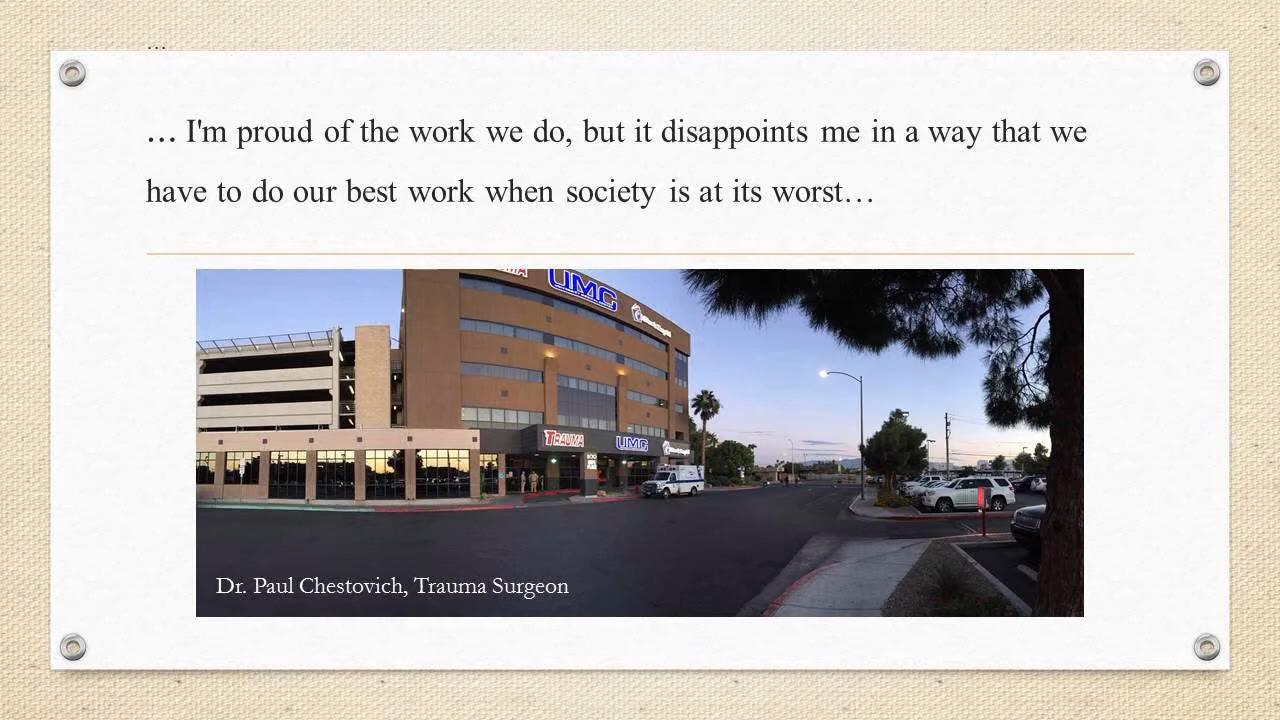 …
… I'm proud of the work we do, but it disappoints me in a way that we
have to do our best work when society is at its worst…
UMC
TRAUMA
UMC
Dr. Paul Chestovich, Trauma Surgeon